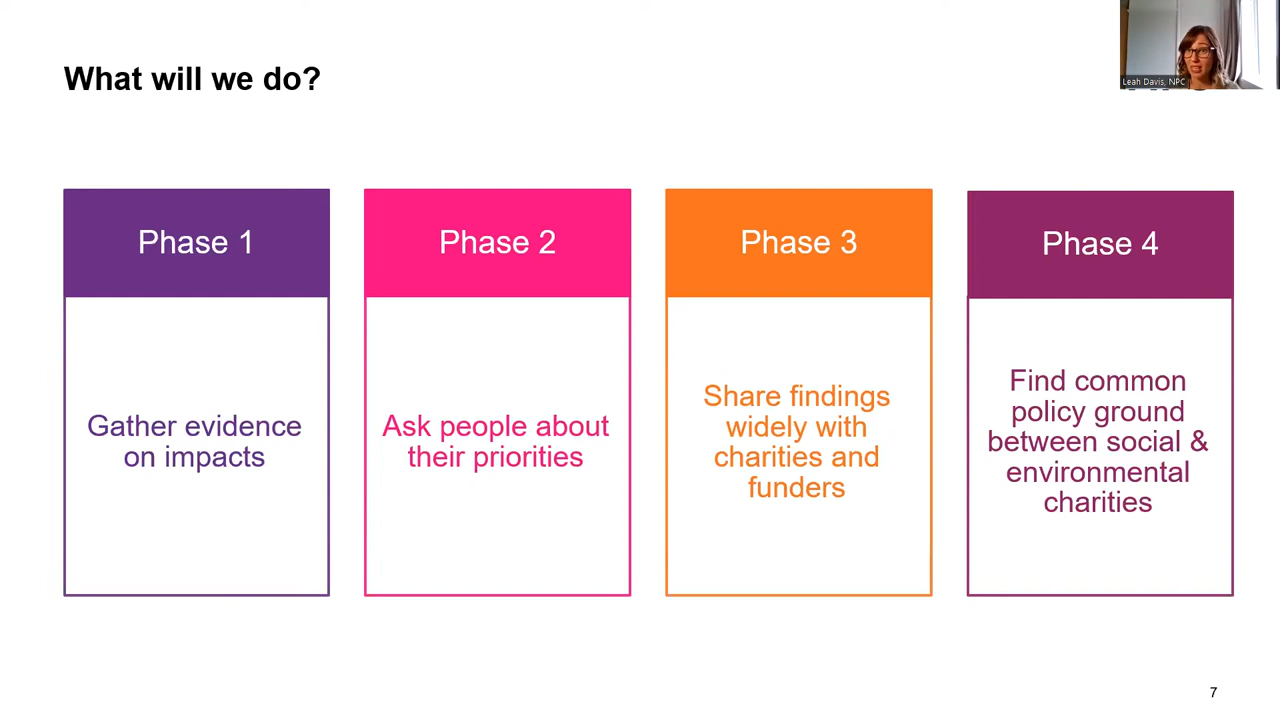 Leah Davis, NPC
What will we do?
Phase 1
Gather evidence
on impacts
Phase 2
Ask people about
their priorities
Phase 3
Share findings
widely with
charities and
funders
Phase 4
Find common
policy ground
between social &
environmental
charities
7